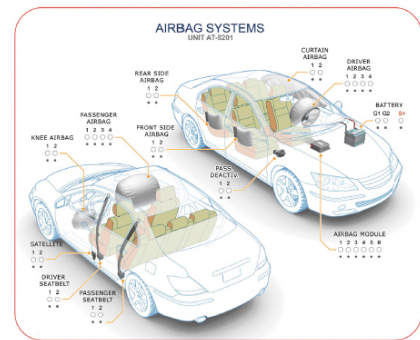 AIRBAG SYSTEMS
UNIT AT-5201
CURTAIN
AIRBAG
1 2
DRIVER
AIRBAG
1 2 3 4
REAR SIDE
AIRBAG
1 2
BATTERY
G1 G2 B+
PASSENGER
AIRBAG
1 2 3 4
FRONT SIDE
AIRBAG
1 2
KNEE AIRBAG
1 2
PASS
DEACTIV.
1 2
AIRBAG MODULE
1 2 3 4 5 6
SATELLITE
1 2
DRIVER
SEATBELT
1 2
PASSENGER
SEATBELT
1 2